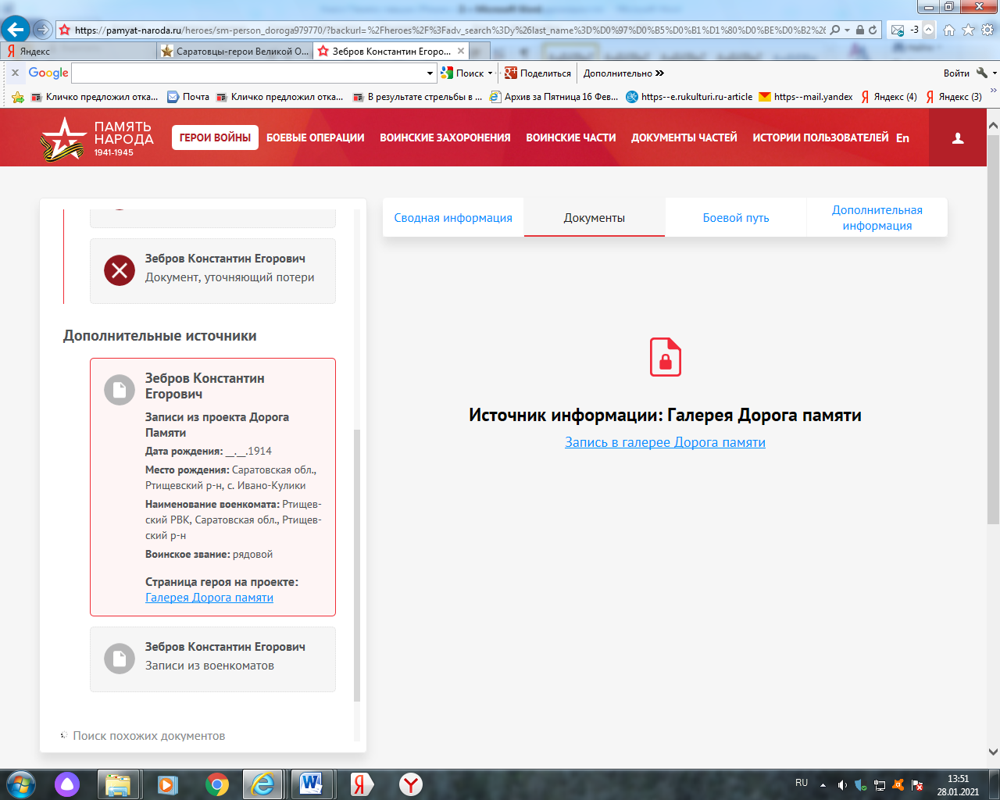 https://pamyat-naroda.ru/heroes/sm-person_doroga979770/?backurl=%2Fheroes%2F%3Fadv_search%3Dy%26last_name%3D%D0%97%D0%B5%D0%B1%D1%80%D0%BE%D0%B2%26
-3
Яндекс
Саратовцы-герои Великой О...
Зебров Константин Егоро...
Google
Поиск
Поделиться
Дополнительно
Войти
Кличко предложил отка...
Почта
Кличко предложил отка...
В результате стрельбы в ...
Архив за Пятница 16 Фев...
https--e.rukulturi.ru-article
https--mail.yandex
Яндекс (4)
Яндекс (3)
ПАМЯТЬ
НАРОДА
1941-1945
ГЕРОИ ВОЙНЫ
БОЕВЫЕ ОПЕРАЦИИ
ВОИНСКИЕ ЗАХОРОНЕНИЯ
ВОИНСКИЕ ЧАСТИ
ДОКУМЕНТЫ ЧАСТЕЙ
ИСТОРИИ ПОЛЬЗОВАТЕЛЕЙ
En
Зебров Константин Егорович
Документ, уточняющий потери
Дополнительные источники
Зебров Константин
Егорович
Записи из проекта Дорога
Памяти
Дата рождения: __.__.1914
Место рождения: Саратовская обл.,
Ртищевский р-н, с. Ивано-Кулики
Наименование военкомата: Ртищев-
ский РВК, Саратовская обл., Ртищев-
ский р-н
Воинское звание: рядовой
Страница героя на проекте:
Галерея Дорога памяти
Зебров Константин Егорович
Записи из военкоматов
Поиск похожих документов
Сводная информация
Документы
Боевой путь
Дополнительная
информация
Источник информации: Галерея Дорога памяти
Запись в галерее Дорога памяти
RU
13:51
28.01.2021